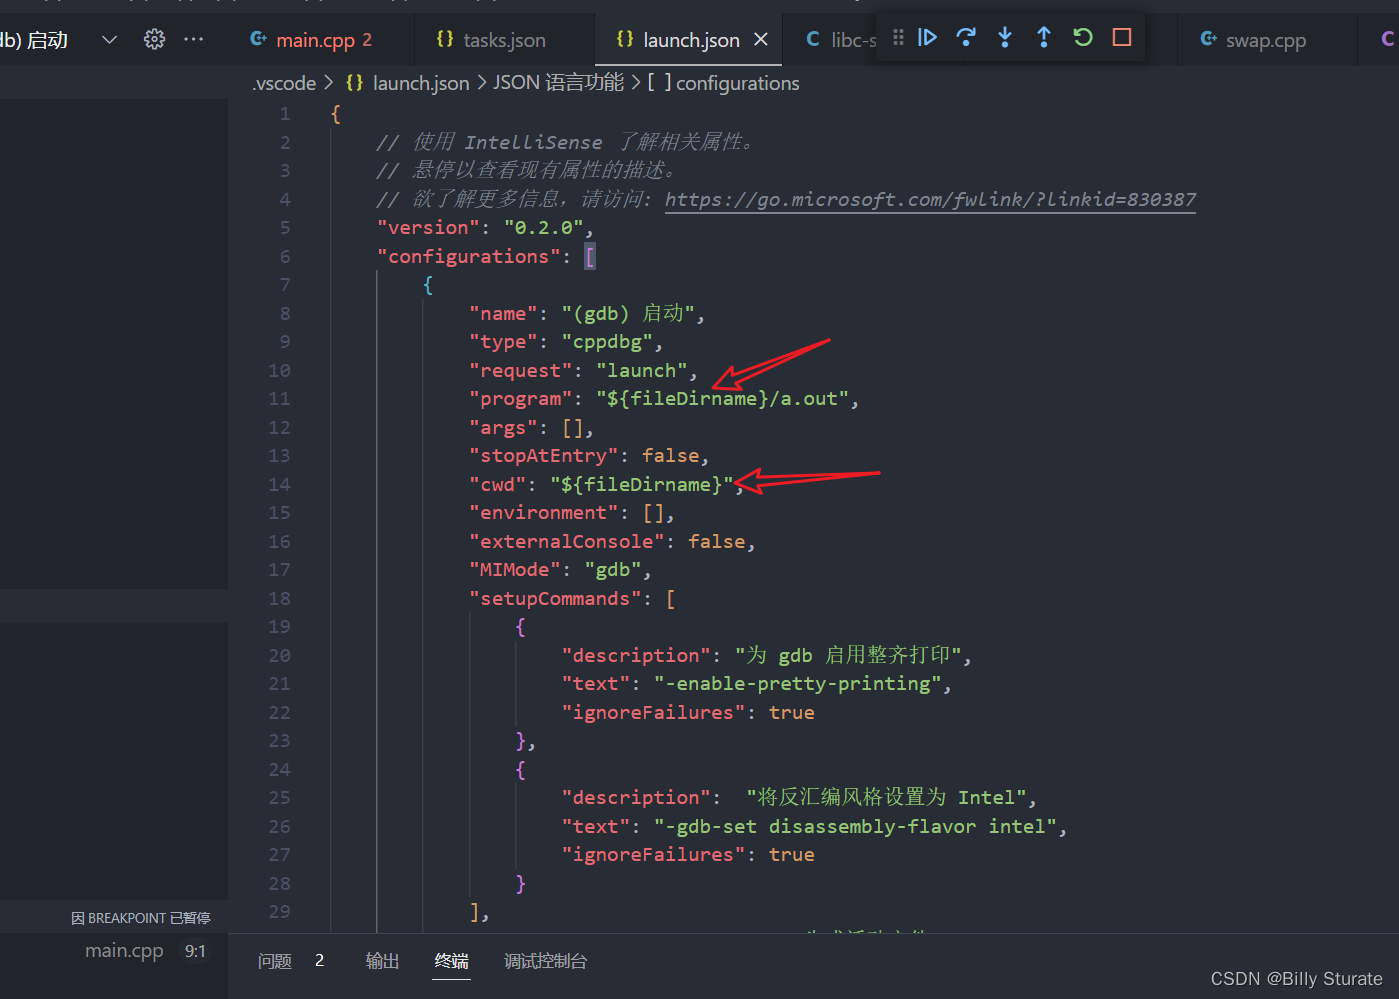 db) 启动
main.cpp 2
tasks.json
launch.json
libc-s
swap.cpp
.vscode > {} launch.json > JSON 语言功能 > [ ] configurations
1 {
2 // 使用 IntelliSense 了解相关属性。
3 // 悬停以查看现有属性的描述。
4 // 欲了解更多信息，请访问: https://go.microsoft.com/fwlink/?linkid=830387
5 "version": "0.2.0",
6 "configurations": [
7 {
8 "name": "(gdb) 启动",
9 "type": "cppdbg",
10 "request": "launch",
11 "program": "${fileDirname}/a.out",
12 "args": [],
13 "stopAtEntry": false,
14 "cwd": "${fileDirname}",
15 "environment": [],
16 "externalConsole": false,
17 "MIMode": "gdb",
18 "setupCommands": [
19 {
20 "description": "为 gdb 启用整齐打印",
21 "text": "-enable-pretty-printing",
22 "ignoreFailures": true
23 },
24 {
25 "description":  "将反汇编风格设置为 Intel",
26 "text": "-gdb-set disassembly-flavor intel",
27 "ignoreFailures": true
28 }
29 ],
因 BREAKPOINT 已暂停
main.cpp 9:1
问题 2 输出 终端 调试控制台
CSDN @Billy Sturate